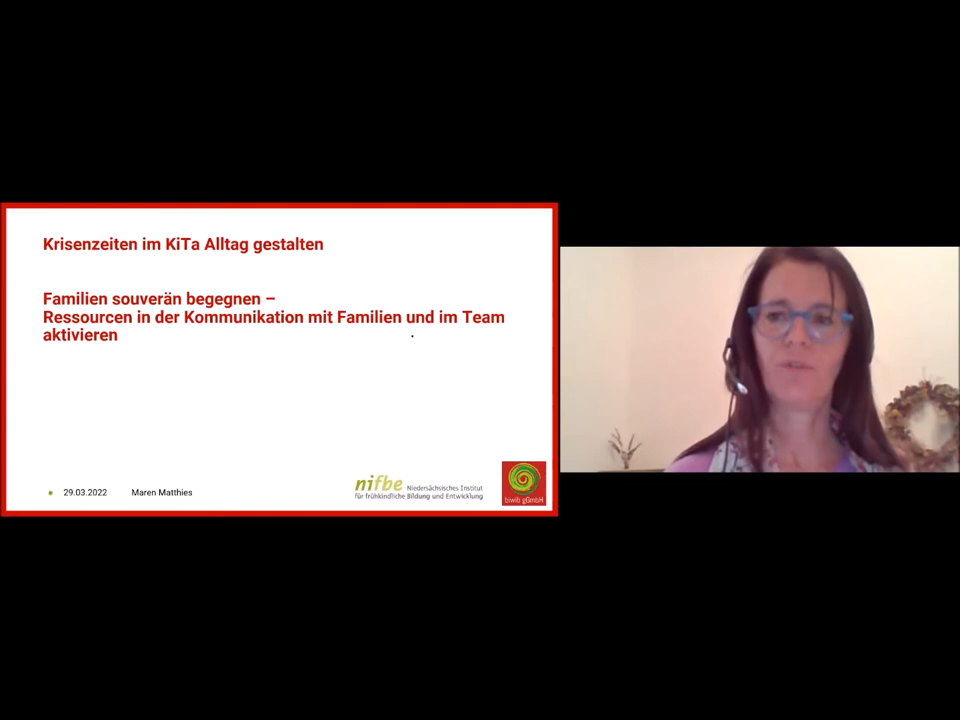 Krisenzeiten im KiTa Alltag gestalten
Familien souverän begegnen –
Ressourcen in der Kommunikation mit Familien und im Team
aktivieren
29.03.2022 Maren Matthies
nifbe Niedersächsisches Institut
für frühkindliche Bildung und Entwicklung
biwib gGmbH